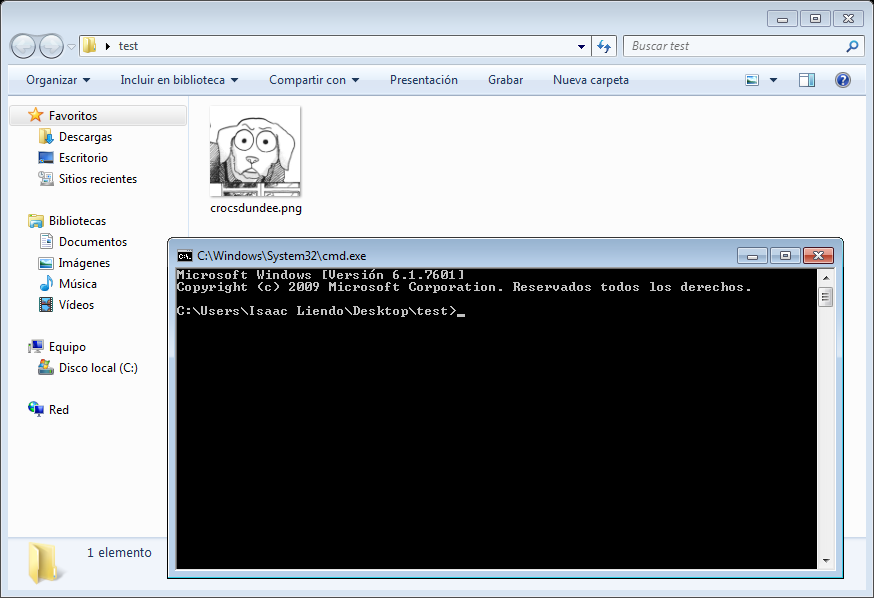 test
Buscar test
Organizar
Incluir en biblioteca
Compartir con
Presentación
Grabar
Nueva carpeta
Favoritos
Descargas
Escritorio
Sitios recientes
Bibliotecas
Documentos
Imágenes
Música
Vídeos
Equipo
Disco local (C:)
Red
crocsdundee.png
C:\Windows\System32\cmd.exe
Microsoft Windows [Versión 6.1.7601]
Copyright (c) 2009 Microsoft Corporation. Reservados todos los derechos.
C:\Users\Isaac Liendo\Desktop\test>_
1 elemento